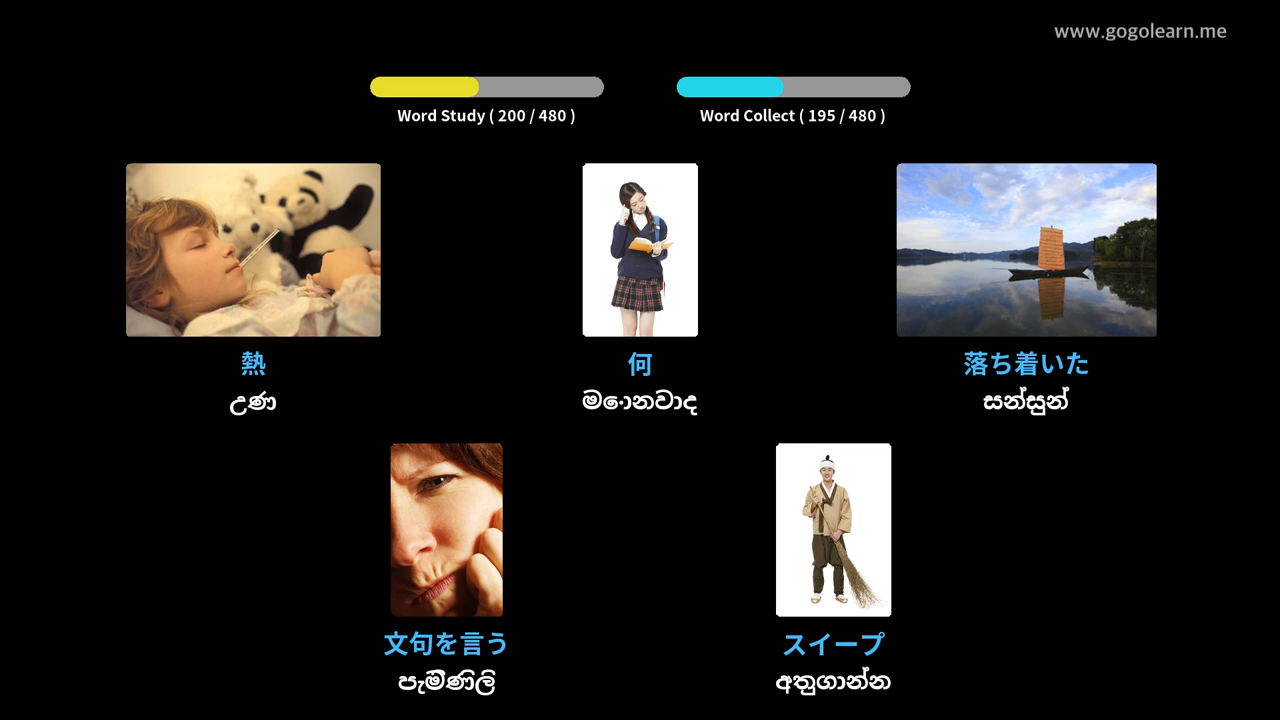 www.gogolearn.me
Word Study ( 200 / 480 )
Word Collect ( 195 / 480 )
熱
උණ
何
මොනවාද
落ち着いた
සන්සුන්
文句を言う
පැමිණිලි
スイープ
අතුගාන්න